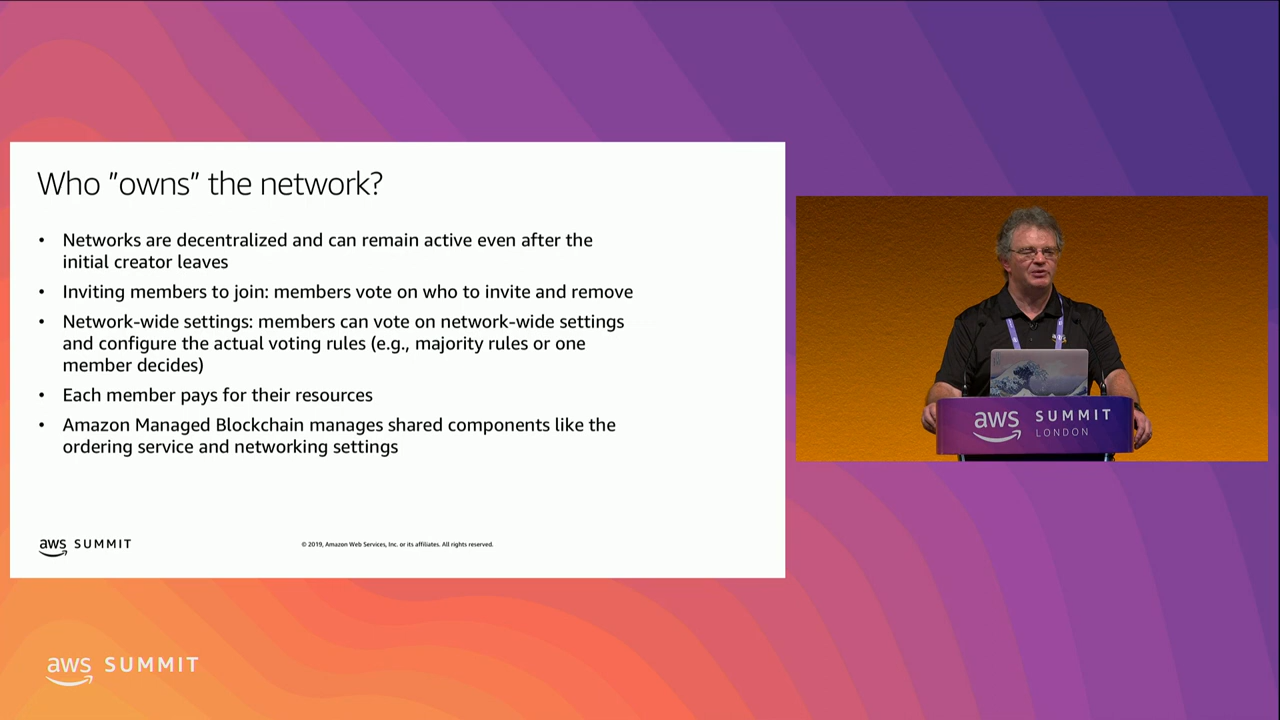 Who "owns" the network?
• Networks are decentralized and can remain active even after the
initial creator leaves
• Inviting members to join: members vote on who to invite and remove
• Network-wide settings: members can vote on network-wide settings
and configure the actual voting rules (e.g., majority rules or one
member decides)
• Each member pays for their resources
• Amazon Managed Blockchain manages shared components like the
ordering service and networking settings
aws SUMMIT
© 2019, Amazon Web Services, Inc. or its affiliates. All rights reserved.
aws SUMMIT
LONDON
aws SUMMIT